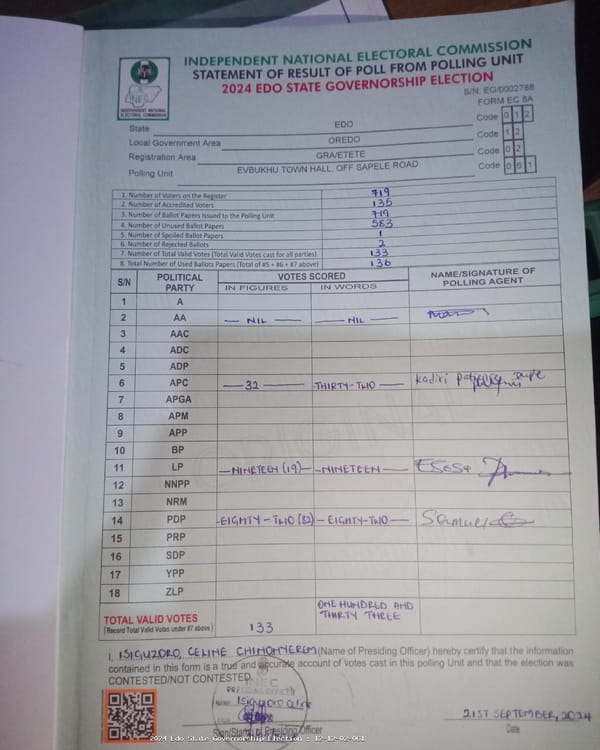 INDEPENDENT NATIONAL ELECTORAL COMMISSION
STATEMENT OF RESULT OF POLL FROM POLLING UNIT
2024 EDO STATE GOVERNORSHIP ELECTION
S/N: EG/0002788
FORM EC 8A
INEC
INDEPENDENT NATIONAL ELECTORAL COMMISSION
State EDO Code 0 1 2
Local Government Area OREDO Code 1 2
Registration Area GRA/ETETE Code 0 2
Polling Unit EVBUKHU TOWN HALL, OFF SAPELE ROAD Code 0 6 1
1. Number of Voters on the Register 719
2. Number of Accredited Voters 135
3. Number of Ballot Papers Issued to the Polling Unit 719
4. Number of Unused Ballot Papers 583
5. Number of Spoiled Ballot Papers 1
6. Number of Rejected Ballots 2
7. Number of Total Valid Votes (Total Valid Votes cast for all parties) 133
8. Total Number of Used Ballots Papers (Total of #5 + #6 + #7 above) 136
S/N POLITICAL PARTY VOTES SCORED NAME/SIGNATURE OF POLLING AGENT
IN FIGURES IN WORDS
1 A
2 AA — NIL — — NIL —
3 AAC
4 ADC
5 ADP
6 APC — 32 — THIRTY-TWO — Kadiri
7 APGA
8 APM
9 APP
10 BP
11 LP — NINETEEN (19) — NINETEEN —
12 NNPP
13 NRM
14 PDP - EIGHTY-TWO (82) - EIGHTY-TWO — Samuel
15 PRP
16 SDP
17 YPP
18 ZLP
TOTAL VALID VOTES
(Record Total Valid Votes under #7 above)
133
ONE HUNDRED AND
THIRTY THREE
I, ISIGUZORO, CELINE CHINONYEREM (Name of Presiding Officer) hereby certify that the information
contained in this form is a true and accurate account of votes cast in this polling Unit and that the election was
CONTESTED/NOT CONTESTED.
INEC
PRESIDING OFFICER
Sign/Stamp of Presiding Officer
21ST SEPTEMBER, 2024
Date
2024 Edo State Governorship Election - 12-12-02-061